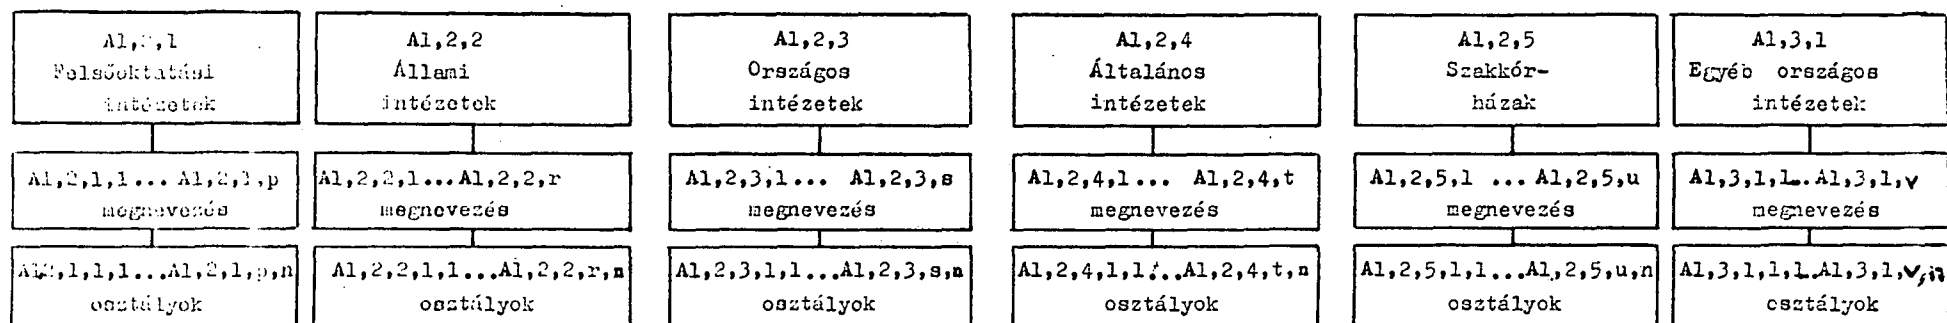 A1,2,1
Felsőoktatási
intézetek
A1,2,2
Állami
intézetek
A1,2,3
Országos
intézetek
A1,2,4
Általános
intézetek
A1,2,5
Szakkór-
házak
A1,3,1
Egyéb országos
intézetek
A1,2,1,1... A1,2,1,p
megnevezés
A1,2,2,1...A1,2,2,r
megnevezés
A1,2,3,1... A1,2,3,s
megnevezés
A1,2,4,1... A1,2,4,t
megnevezés
A1,2,5,1 ...A1,2,5,u
megnevezés
A1,3,1,1...A1,3,1,v
megnevezés
A1,2,1,1,1...A1,2,1,p,n
osztályok
A1,2,2,1,1...A1,2,2,r,n
osztályok
A1,2,3,1,1...A1,2,3,s,n
osztályok
A1,2,4,1,1...A1,2,4,t,n
osztályok
A1,2,5,1,1...A1,2,5,u,n
osztályok
A1,3,1,1,1...A1,3,1,v,n
osztályok